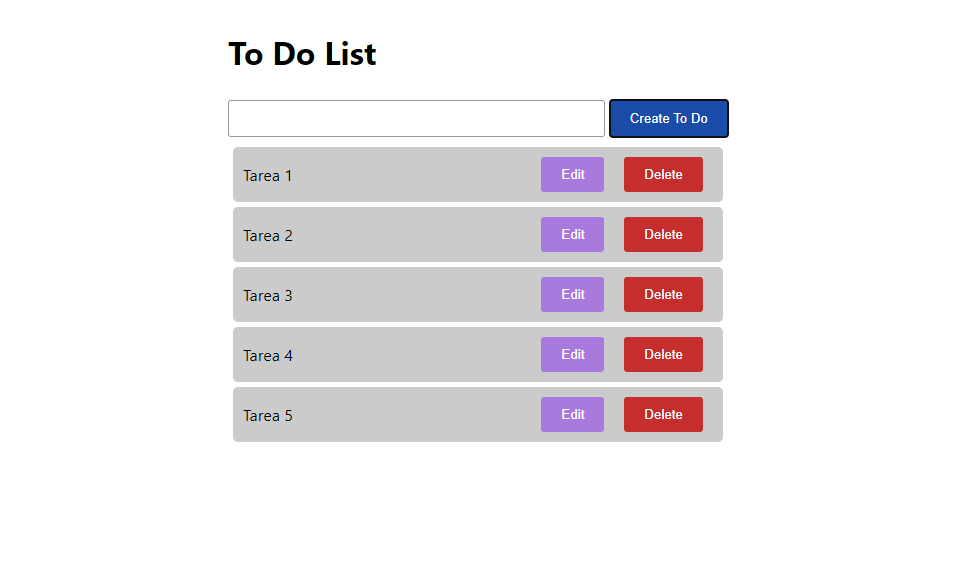 To Do List
Create To Do
Tarea 1 Edit Delete
Tarea 2 Edit Delete
Tarea 3 Edit Delete
Tarea 4 Edit Delete
Tarea 5 Edit Delete